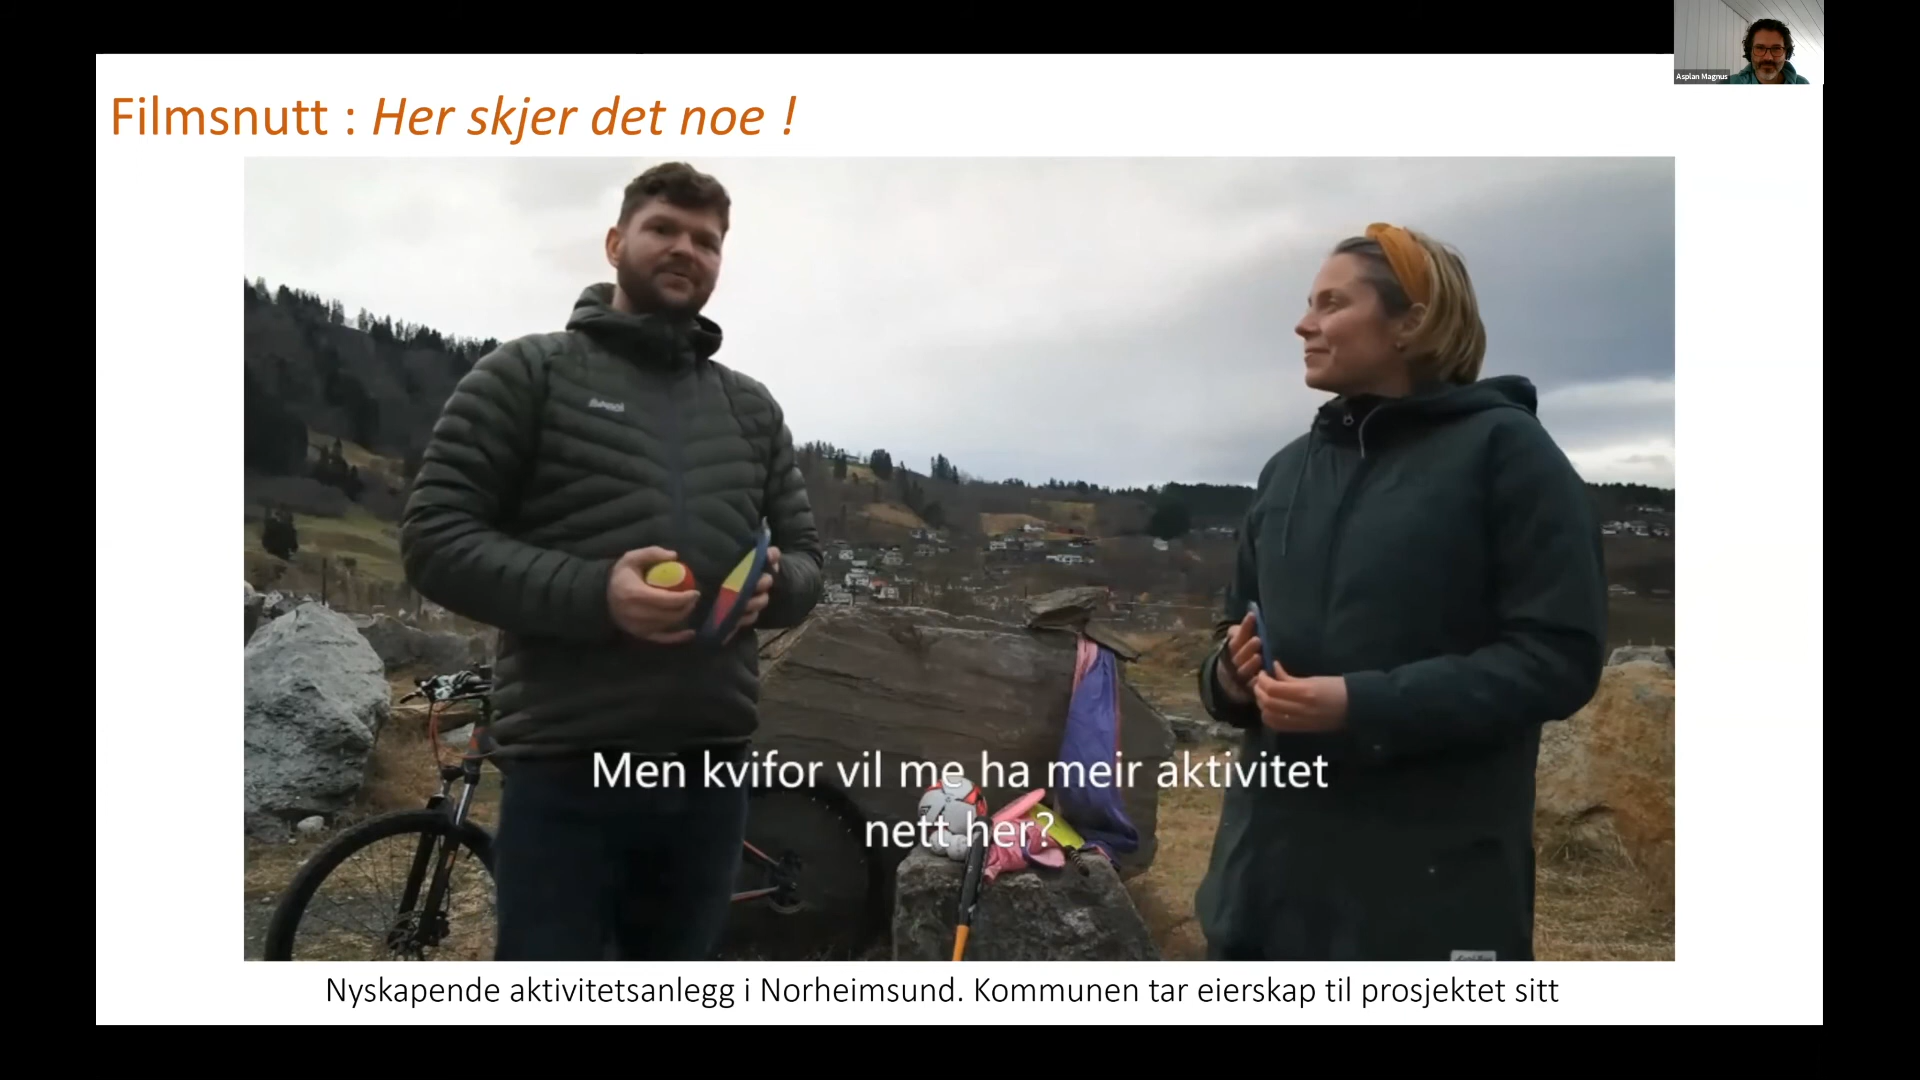 Asplan Magnus
Filmsnutt : Her skjer det noe !
Men kvifor vil me ha meir aktivitet
nett her?
Nyskapende aktivitetsanlegg i Norheimsund. Kommunen tar eierskap til prosjektet sitt